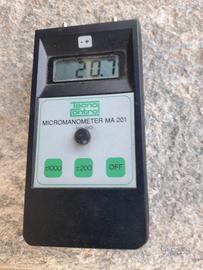 - +
20.7
Tecno
Control
MICROMANOMETER MA 201
±1000
±200
OFF